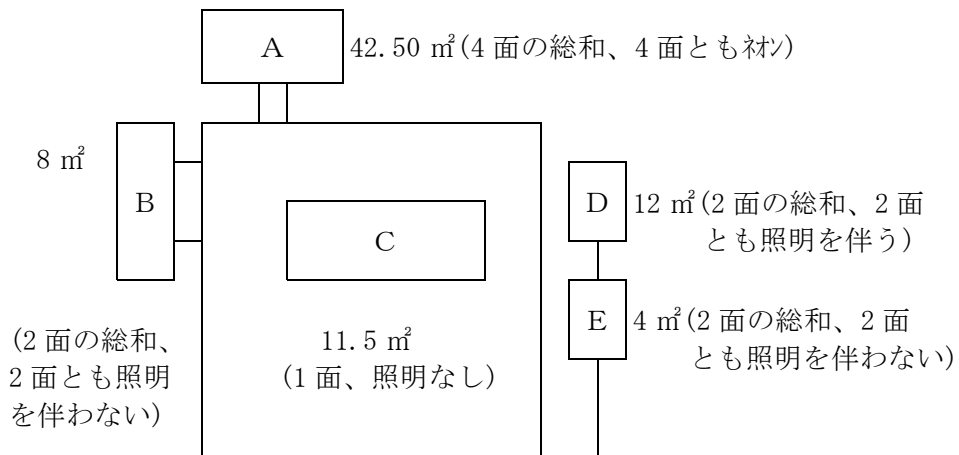 A
42.50 ㎡(4 面の総和、4 面ともネオン)
8 ㎡
B
C
D
12 ㎡(2 面の総和、2 面
とも照明を伴う)
E
4 ㎡(2 面の総和、2 面
とも照明を伴わない)
(2 面の総和、
2 面とも照明
を伴わない)
11.5 ㎡
(1 面、照明なし)